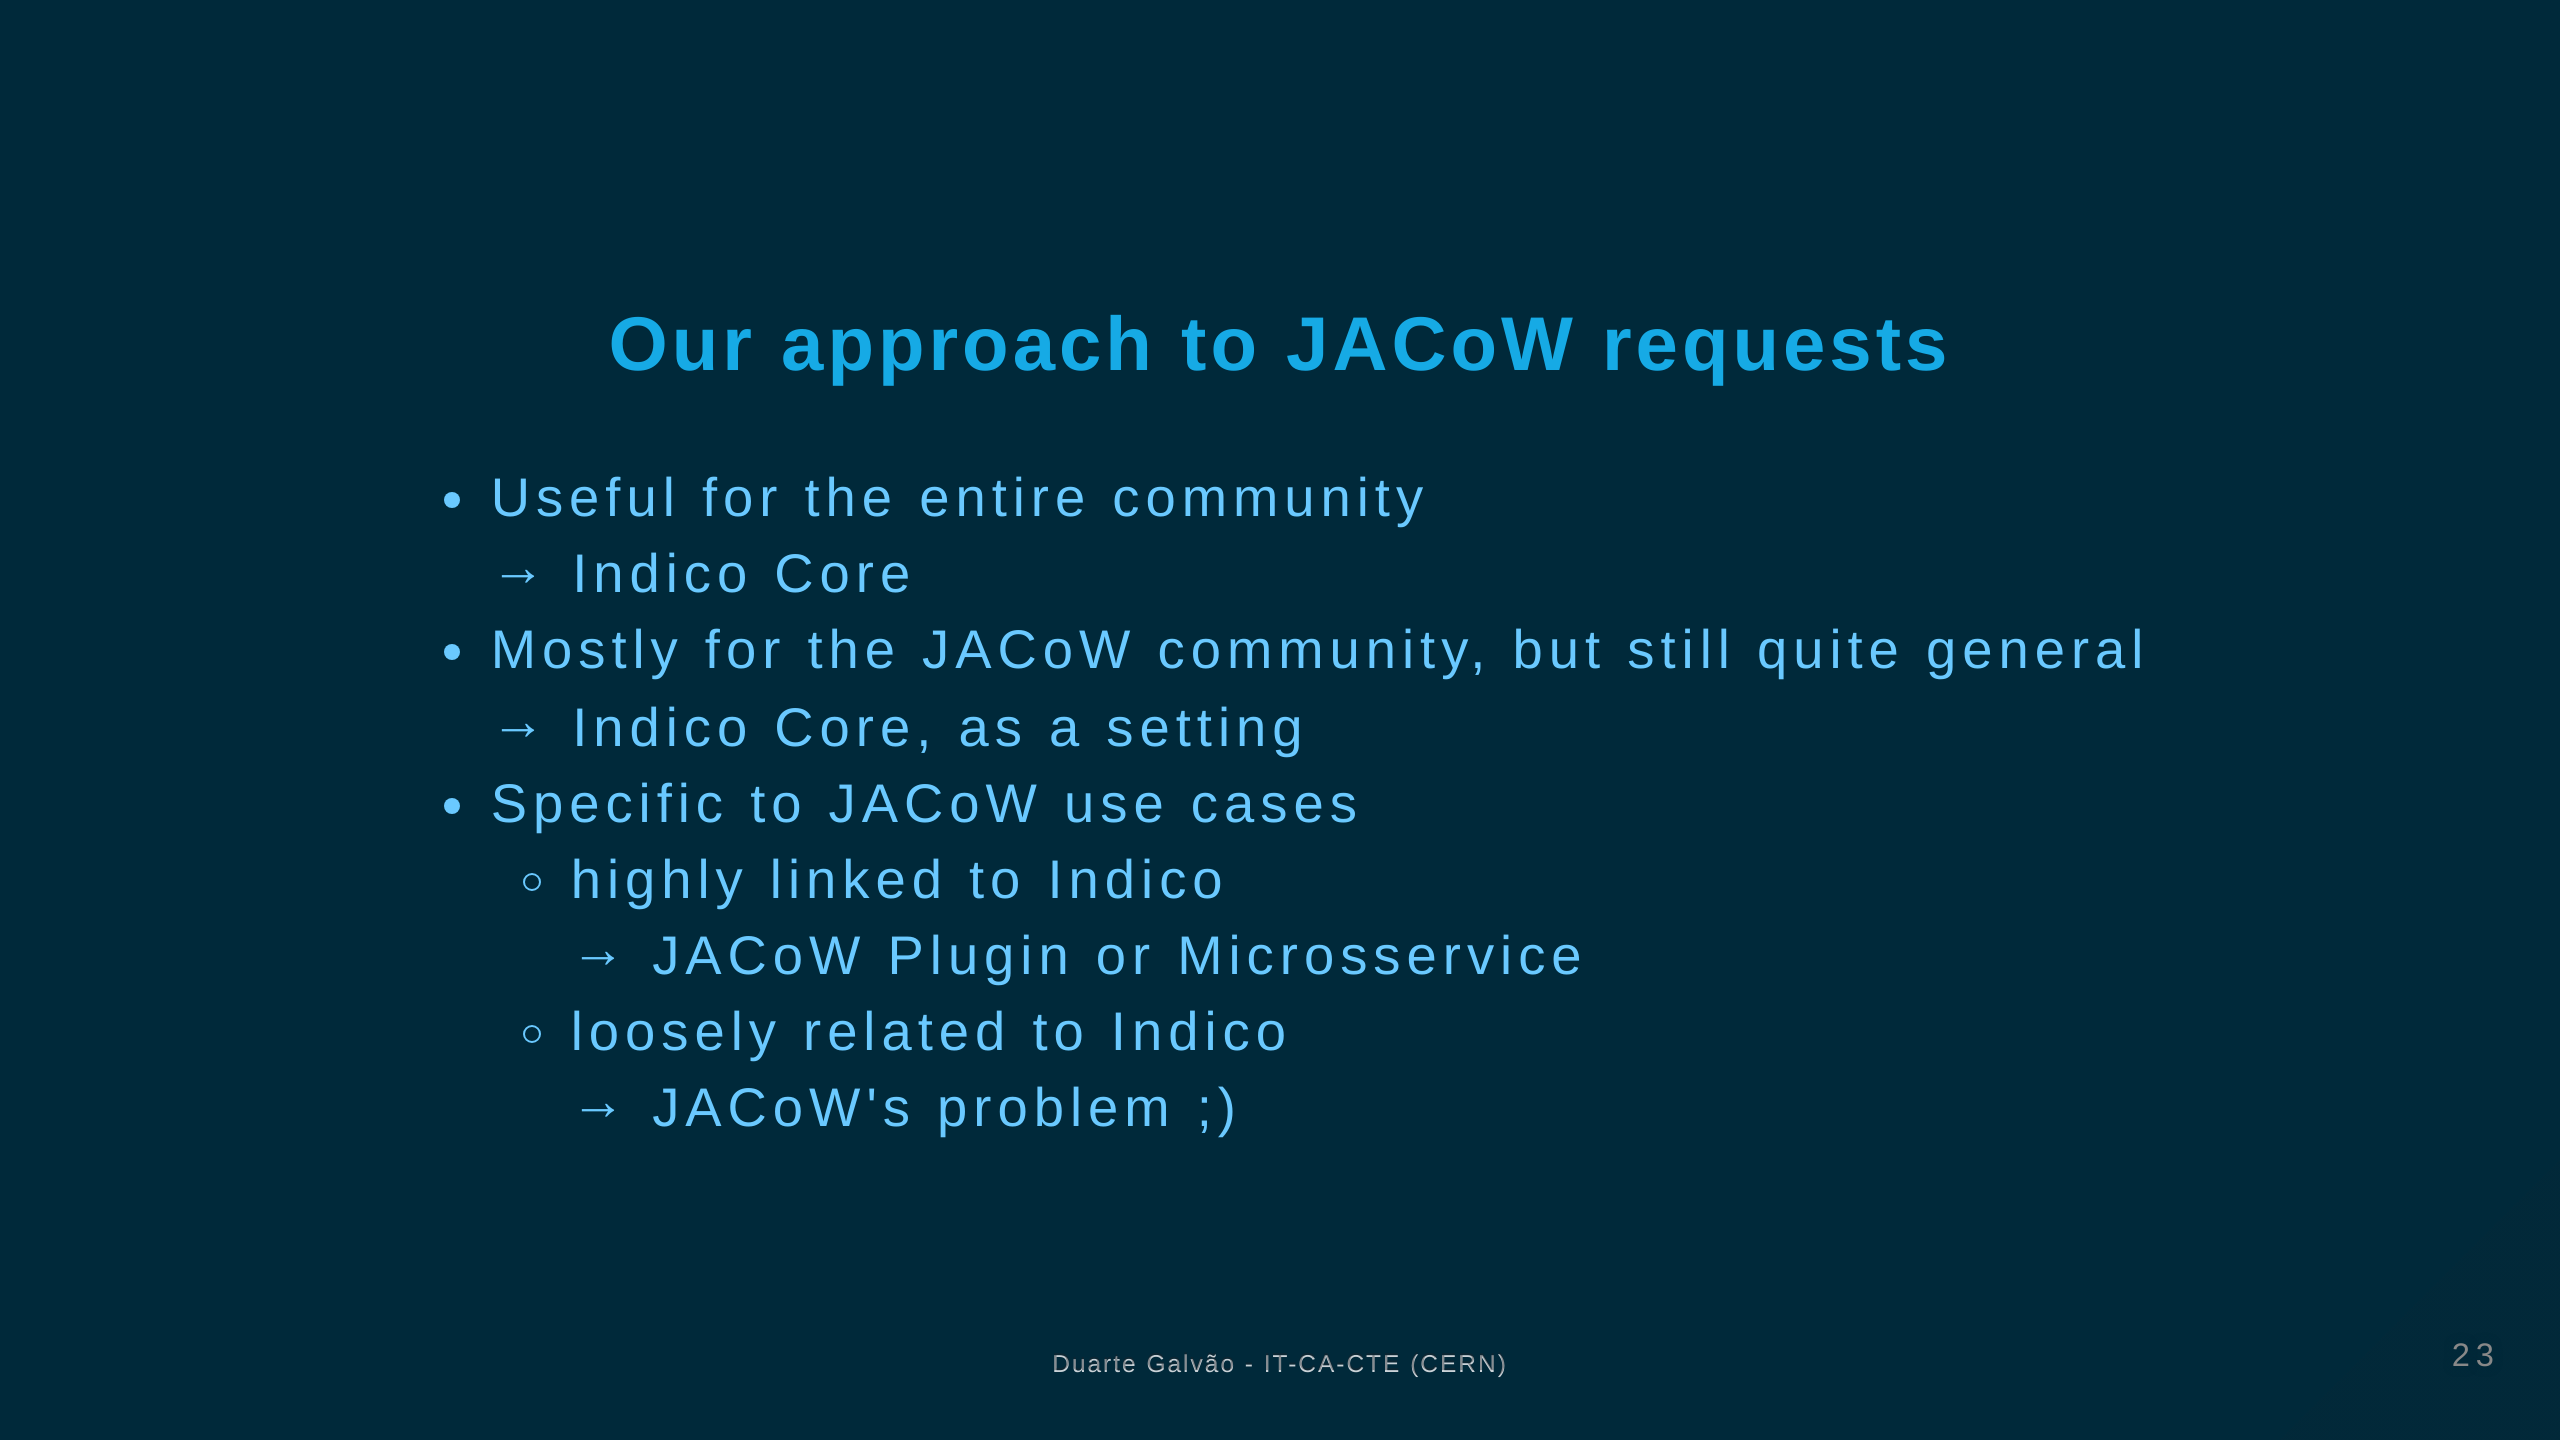 Our approach to JACoW requests
• Useful for the entire community
→ Indico Core
• Mostly for the JACoW community, but still quite general
→ Indico Core, as a setting
• Specific to JACoW use cases
◦ highly linked to Indico
→ JACoW Plugin or Microsservice
◦ loosely related to Indico
→ JACoW's problem ;)
Duarte Galvão - IT-CA-CTE (CERN)
23